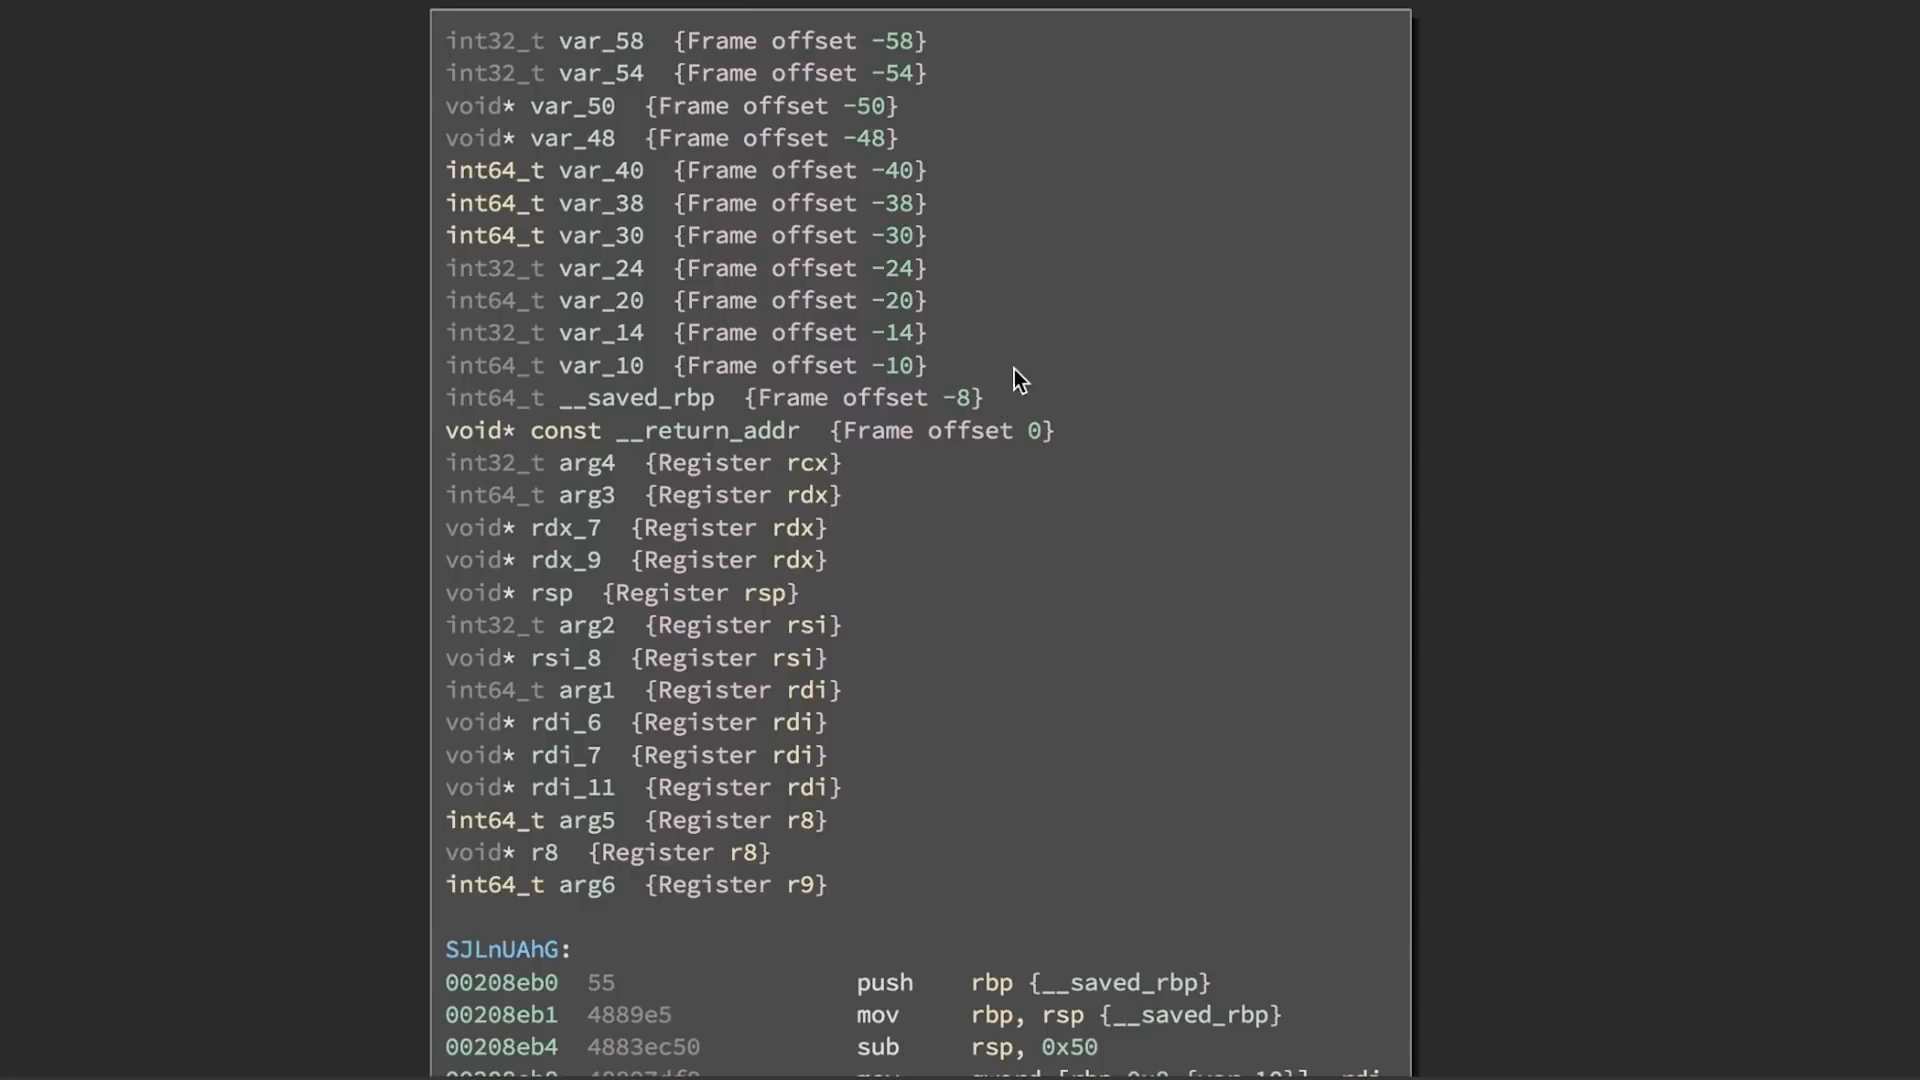 int32_t var_58  {Frame offset -58}
int32_t var_54  {Frame offset -54}
void* var_50  {Frame offset -50}
void* var_48  {Frame offset -48}
int64_t var_40  {Frame offset -40}
int64_t var_38  {Frame offset -38}
int64_t var_30  {Frame offset -30}
int32_t var_24  {Frame offset -24}
int64_t var_20  {Frame offset -20}
int32_t var_14  {Frame offset -14}
int64_t var_10  {Frame offset -10}
int64_t __saved_rbp  {Frame offset -8}
void* const __return_addr  {Frame offset 0}
int32_t arg4  {Register rcx}
int64_t arg3  {Register rdx}
void* rdx_7  {Register rdx}
void* rdx_9  {Register rdx}
void* rsp  {Register rsp}
int32_t arg2  {Register rsi}
void* rsi_8  {Register rsi}
int64_t arg1  {Register rdi}
void* rdi_6  {Register rdi}
void* rdi_7  {Register rdi}
void* rdi_11  {Register rdi}
int64_t arg5  {Register r8}
void* r8  {Register r8}
int64_t arg6  {Register r9}
SJLnUAhG:
00208eb0  55  push  rbp {__saved_rbp}
00208eb1  4889e5  mov  rbp, rsp {__saved_rbp}
00208eb4  4883ec50  sub  rsp, 0x50